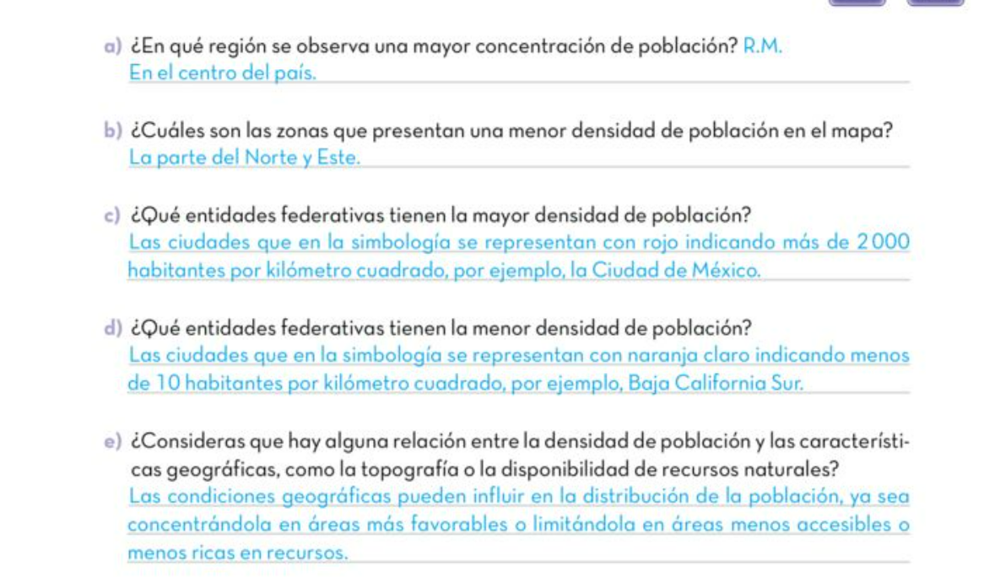 a) ¿En qué región se observa una mayor concentración de población? R.M.
En el centro del país.
b) ¿Cuáles son las zonas que presentan una menor densidad de población en el mapa?
La parte del Norte y Este.
c) ¿Qué entidades federativas tienen la mayor densidad de población?
Las ciudades que en la simbología se representan con rojo indicando más de 2 000
habitantes por kilómetro cuadrado, por ejemplo, la Ciudad de México.
d) ¿Qué entidades federativas tienen la menor densidad de población?
Las ciudades que en la simbología se representan con naranja claro indicando menos
de 10 habitantes por kilómetro cuadrado, por ejemplo, Baja California Sur.
e) ¿Consideras que hay alguna relación entre la densidad de población y las característi-
cas geográficas, como la topografía o la disponibilidad de recursos naturales?
Las condiciones geográficas pueden influir en la distribución de la población, ya sea
concentrándola en áreas más favorables o limitándola en áreas menos accesibles o
menos ricas en recursos.